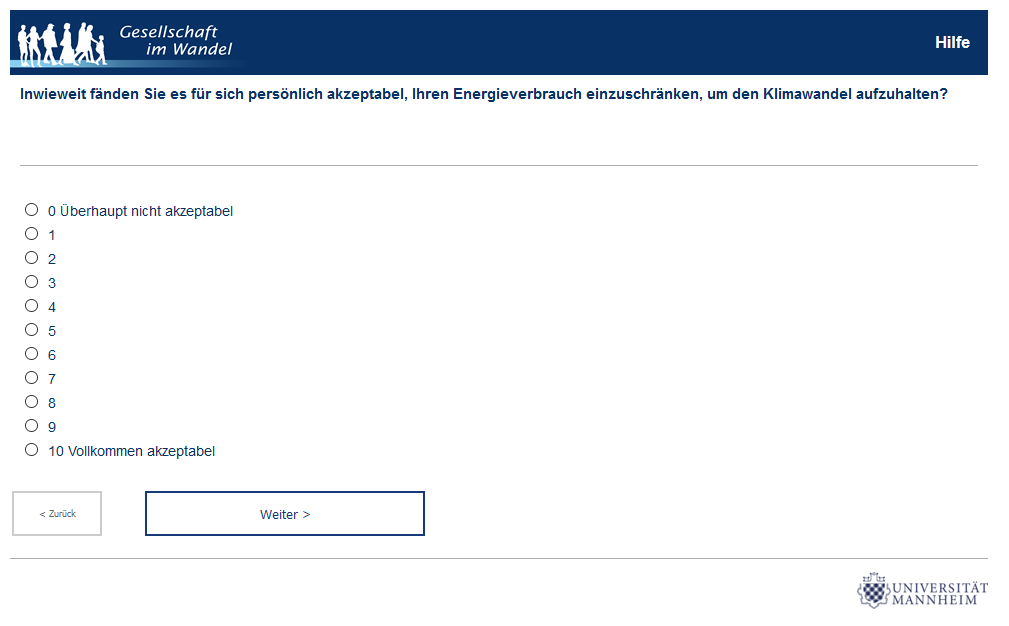 Gesellschaft
im Wandel
Hilfe
Inwieweit fänden Sie es für sich persönlich akzeptabel, Ihren Energieverbrauch einzuschränken, um den Klimawandel aufzuhalten?
0 Überhaupt nicht akzeptabel
1
2
3
4
5
6
7
8
9
10 Vollkommen akzeptabel
< Zurück
Weiter >
UNIVERSITÄT
MANNHEIM